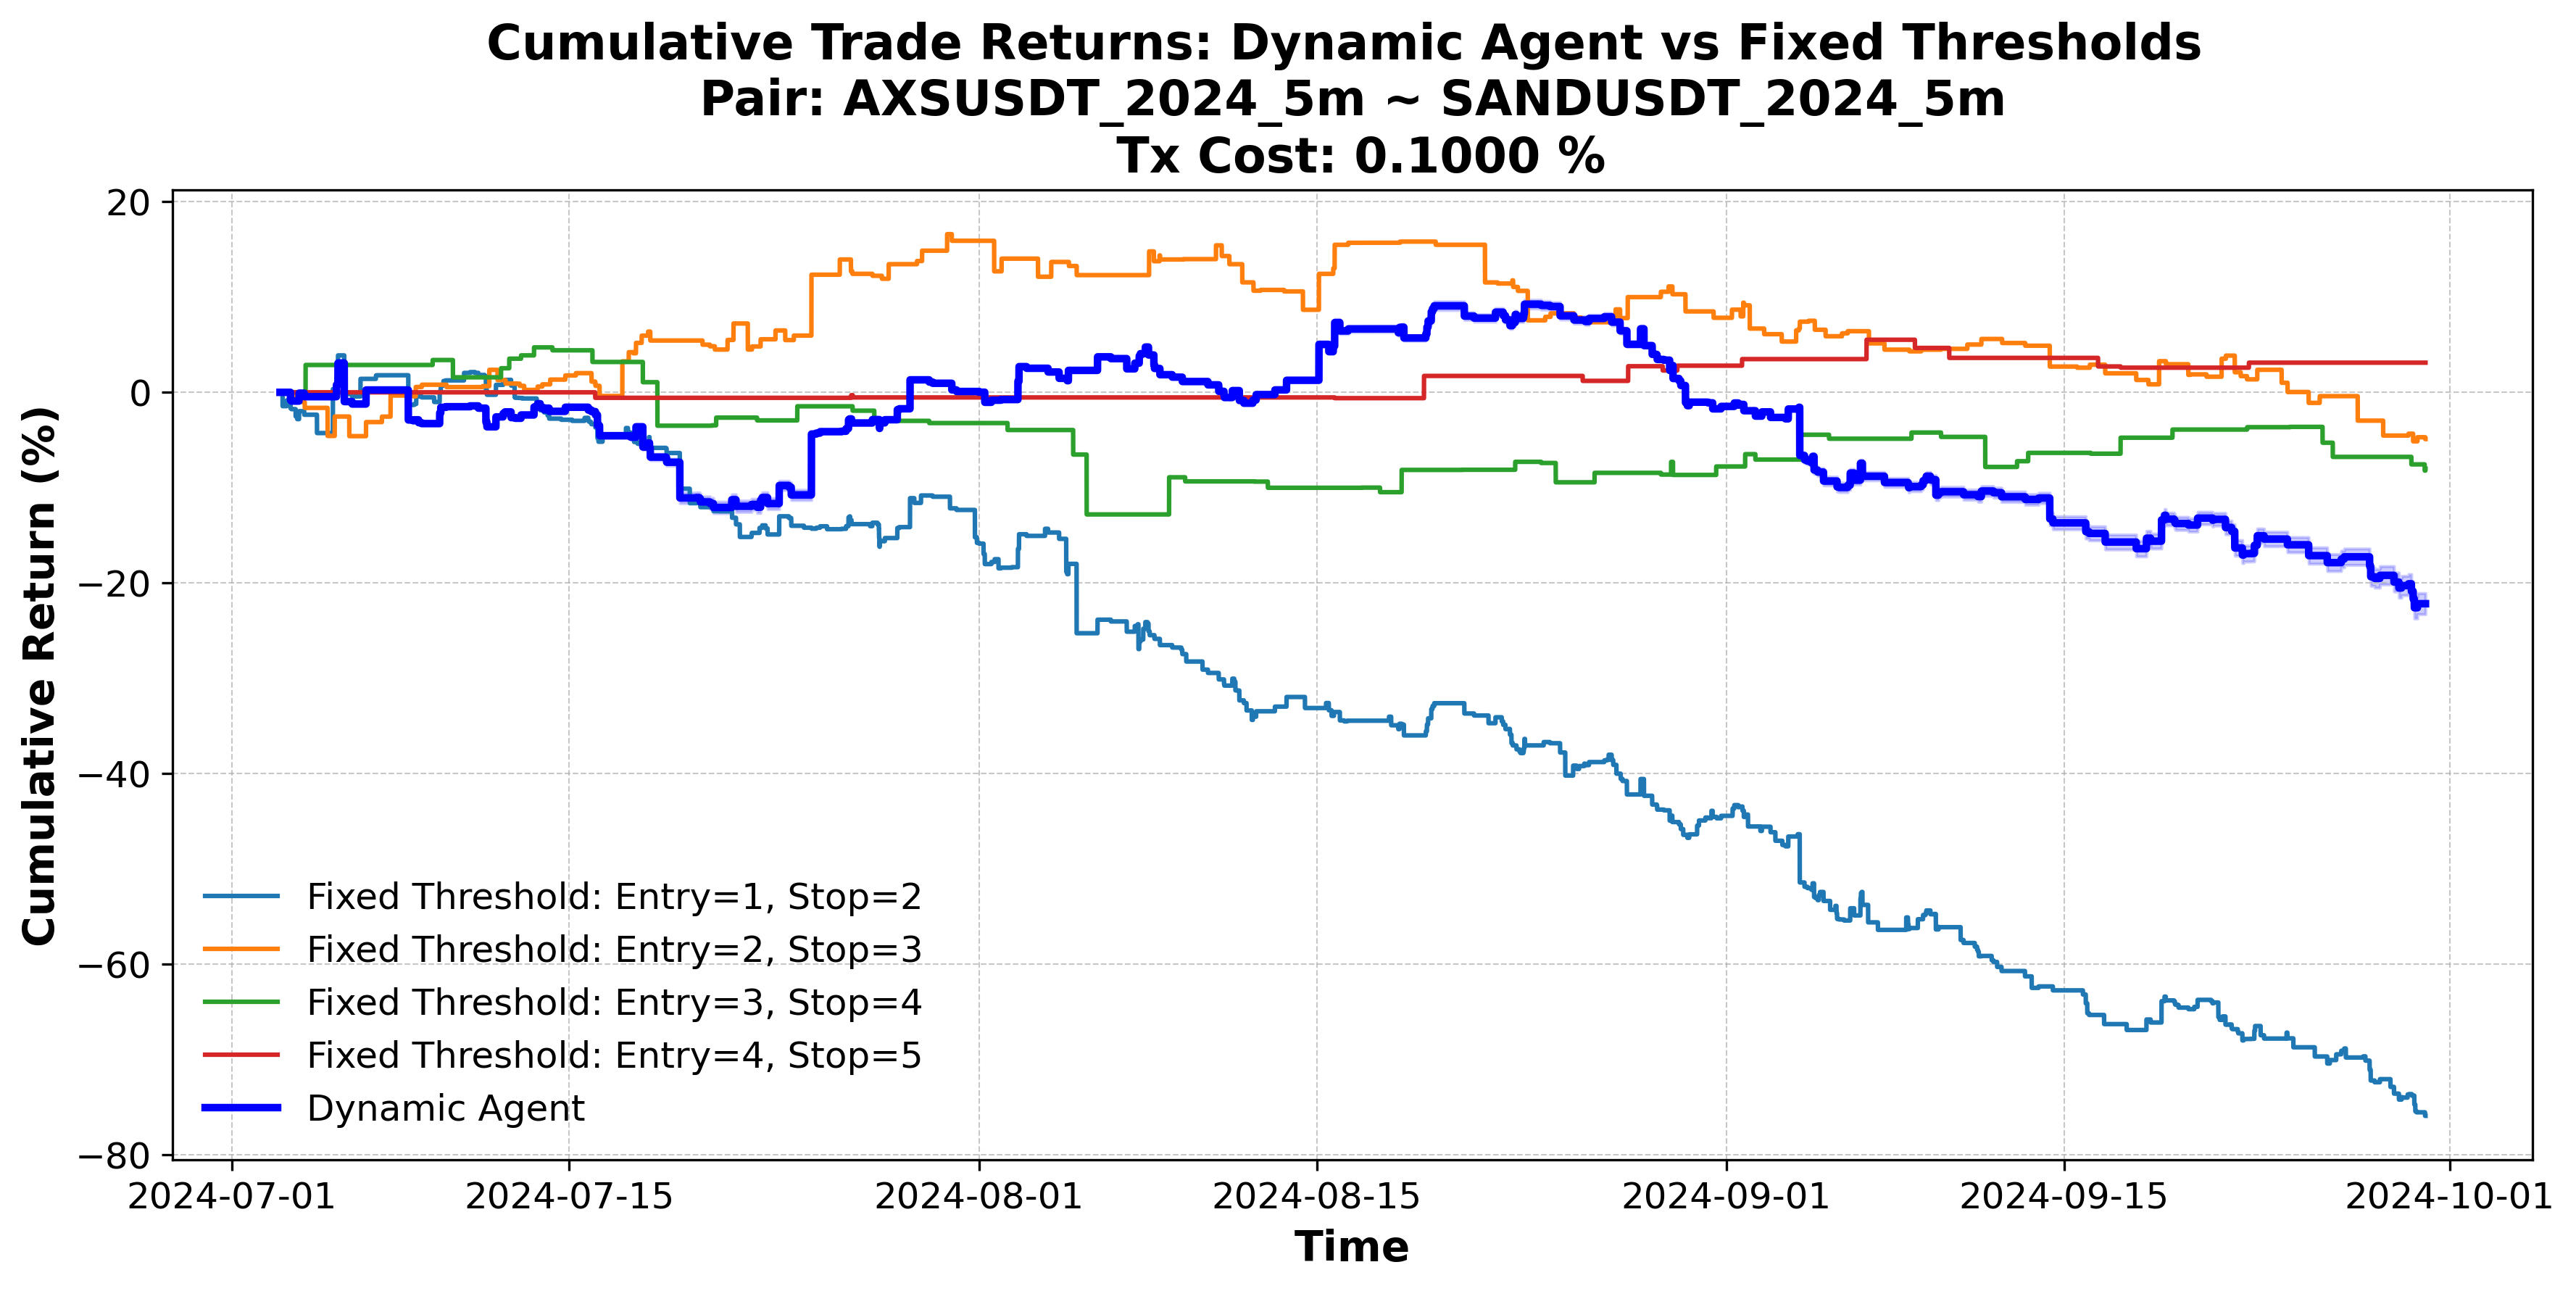 Cumulative Trade Returns: Dynamic Agent vs Fixed Thresholds
Pair: AXSUSDT_2024_5m ~ SANDUSDT_2024_5m
Tx Cost: 0.1000 %
Cumulative Return (%)
20
0
−20
−40
−60
−80
Fixed Threshold: Entry=1, Stop=2
Fixed Threshold: Entry=2, Stop=3
Fixed Threshold: Entry=3, Stop=4
Fixed Threshold: Entry=4, Stop=5
Dynamic Agent
2024-07-01 2024-07-15 2024-08-01 2024-08-15 2024-09-01 2024-09-15 2024-10-01
Time